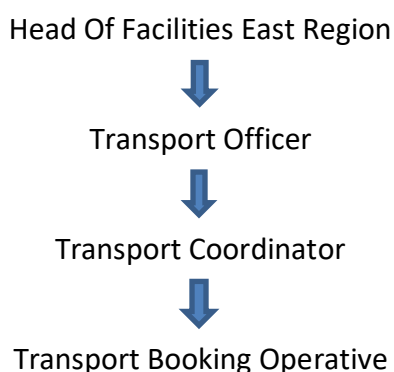 Head Of Facilities East Region
Transport Officer
Transport Coordinator
Transport Booking Operative